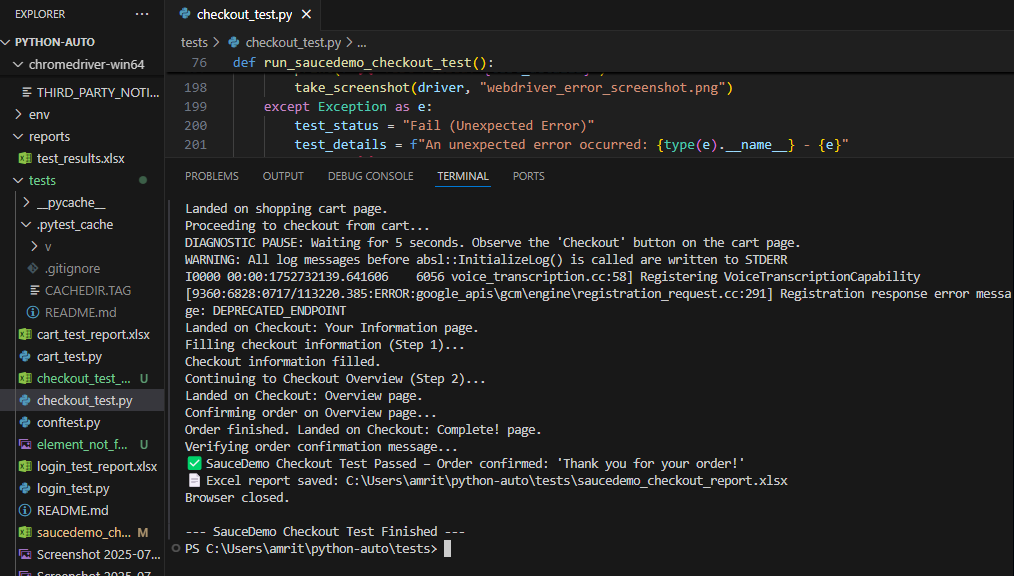 EXPLORER
PYTHON-AUTO
chromedriver-win64
THIRD_PARTY_NOTI...
env
reports
test_results.xlsx
tests
__pycache__
.pytest_cache
v
.gitignore
CACHEDIR.TAG
README.md
cart_test_report.xlsx
cart_test.py
checkout_test_... U
checkout_test.py
conftest.py
element_not_f... U
login_test_report.xlsx
login_test.py
README.md
saucedemo_ch... M
Screenshot 2025-07...
Screenshot 2025-07...
checkout_test.py
tests > checkout_test.py > ...
76 def run_saucedemo_checkout_test():
198 take_screenshot(driver, "webdriver_error_screenshot.png")
199 except Exception as e:
200 test_status = "Fail (Unexpected Error)"
201 test_details = f"An unexpected error occurred: {type(e).__name__} - {e}"
PROBLEMS OUTPUT DEBUG CONSOLE TERMINAL PORTS
Landed on shopping cart page.
Proceeding to checkout from cart...
DIAGNOSTIC PAUSE: Waiting for 5 seconds. Observe the 'Checkout' button on the cart page.
WARNING: All log messages before absl::InitializeLog() is called are written to STDERR
I0000 00:00:1752732139.641606    6056 voice_transcription.cc:58] Registering VoiceTranscriptionCapability
[9360:6828:0717/113220.385:ERROR:google_apis\gcm\engine\registration_request.cc:291] Registration response error messa
ge: DEPRECATED_ENDPOINT
Landed on Checkout: Your Information page.
Filling checkout information (Step 1)...
Checkout information filled.
Continuing to Checkout Overview (Step 2)...
Landed on Checkout: Overview page.
Confirming order on Overview page...
Order finished. Landed on Checkout: Complete! page.
Verifying order confirmation message...
✅ SauceDemo Checkout Test Passed – Order confirmed: 'Thank you for your order!'
📄 Excel report saved: C:\Users\amrit\python-auto\tests\saucedemo_checkout_report.xlsx
Browser closed.
--- SauceDemo Checkout Test Finished ---
PS C:\Users\amrit\python-auto\tests>